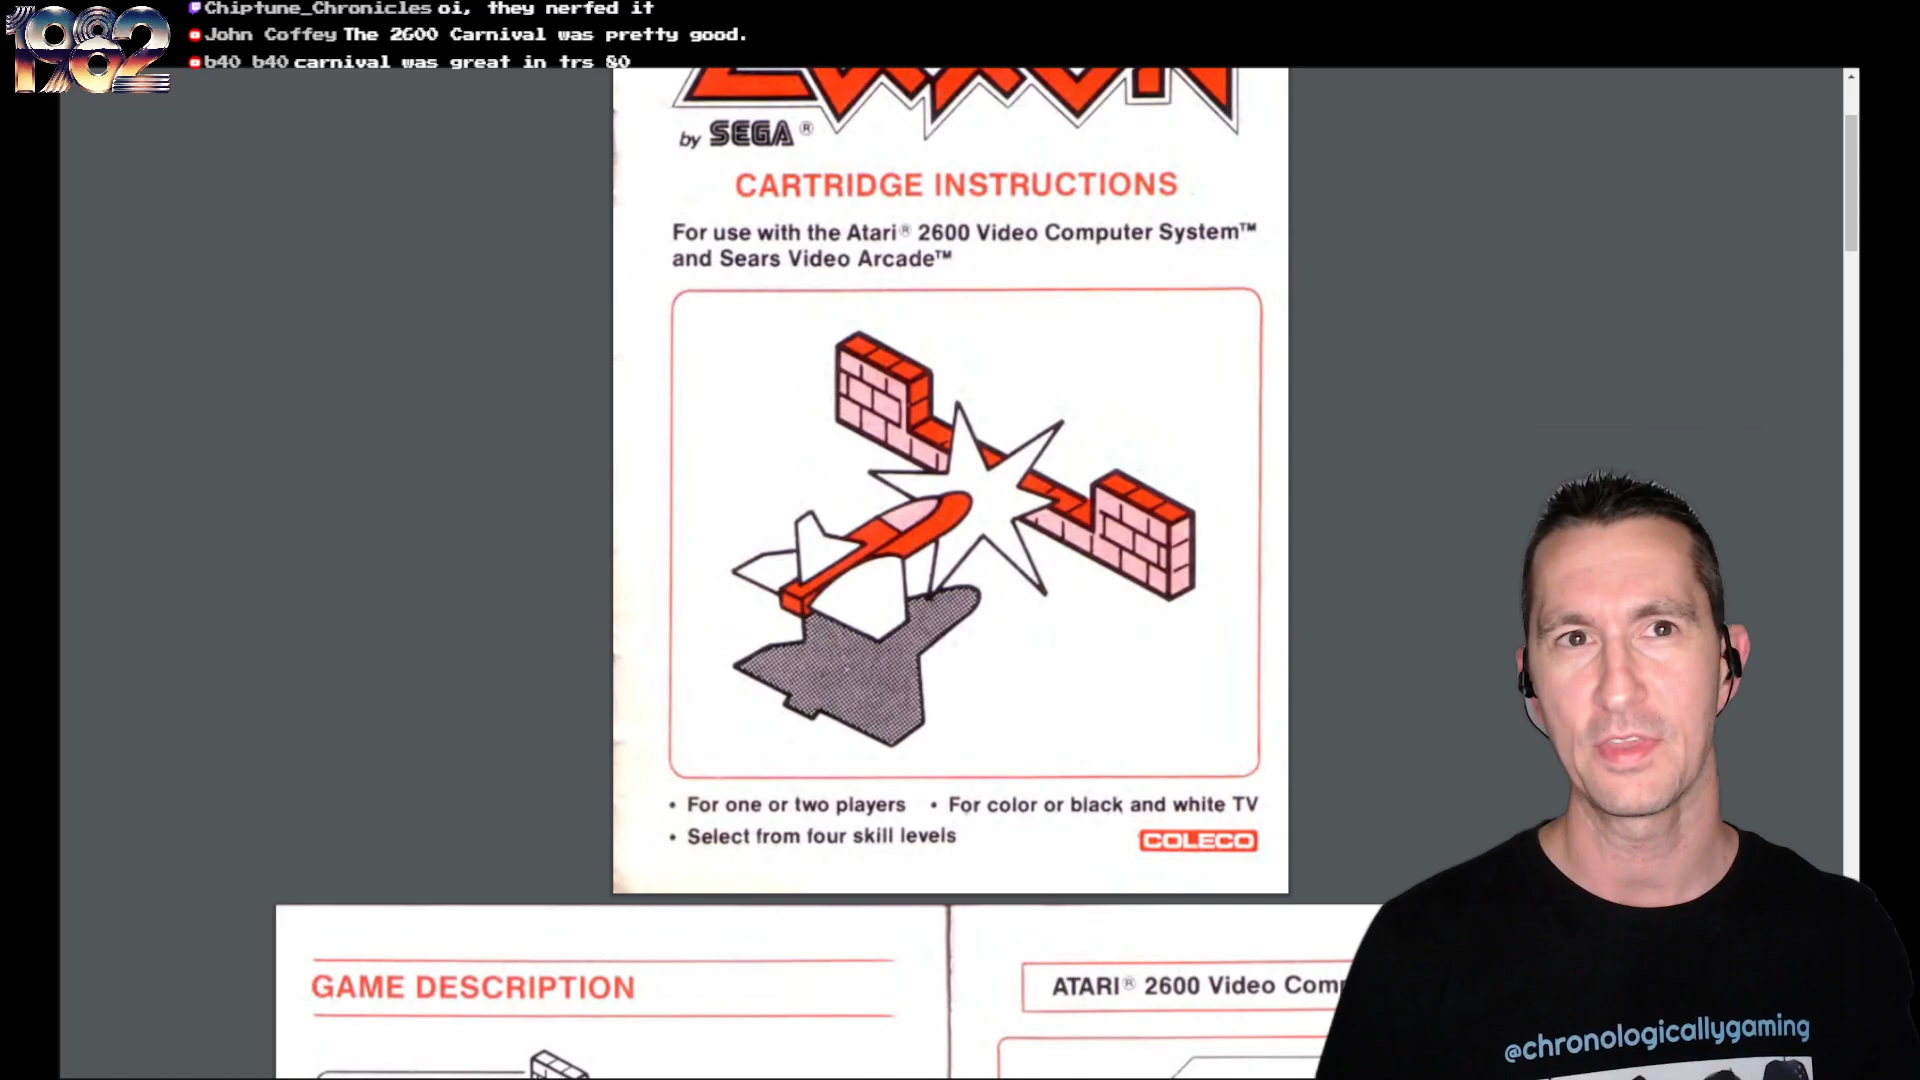 1982
Chiptune_Chronicles oi, they nerfed it
John Coffey The 2600 Carnival was pretty good.
b40 b40 carnival was great in trs 80
by SEGA®
CARTRIDGE INSTRUCTIONS
For use with the Atari® 2600 Video Computer System™
and Sears Video Arcade™
• For one or two players • For color or black and white TV
• Select from four skill levels
COLECO
GAME DESCRIPTION
ATARI® 2600 Video Comp
@chronologicallygaming